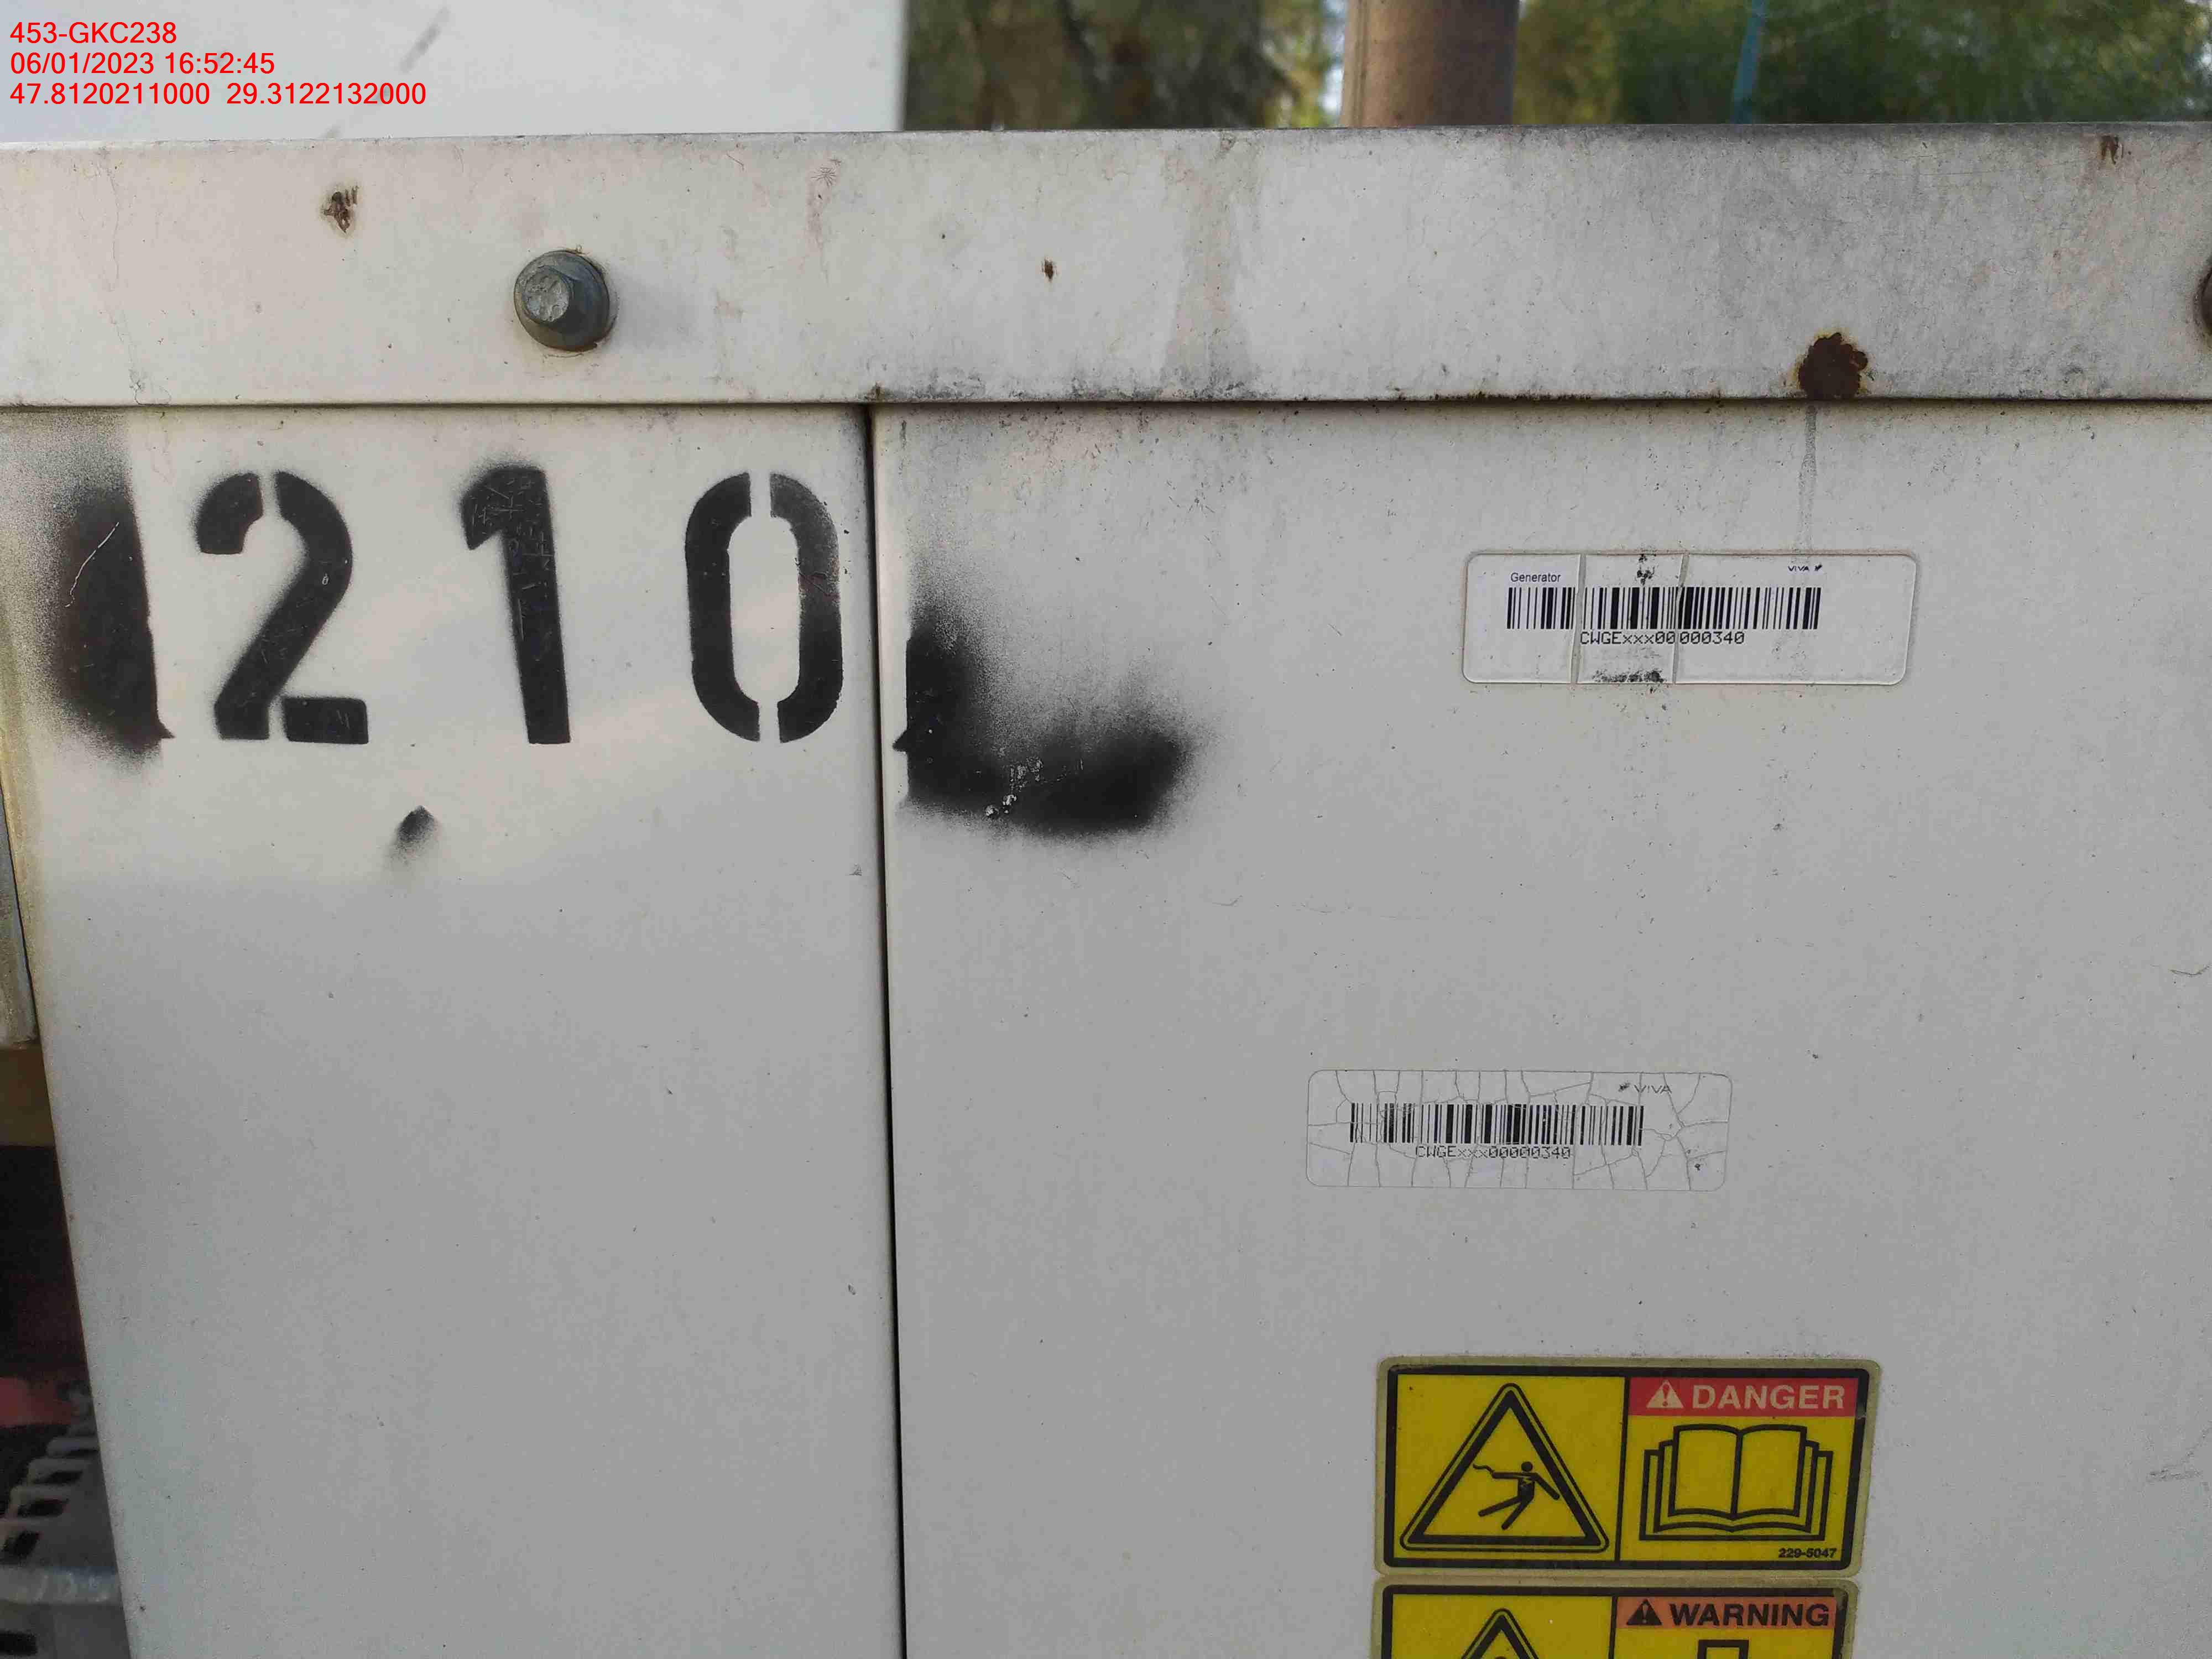 453-GKC238
06/01/2023 16:52:45
47.8120211000 29.3122132000
210
Generator
VIVA
CWGExxx00000340
VIVA
CWGExxx00000340
DANGER
229-5047
WARNING